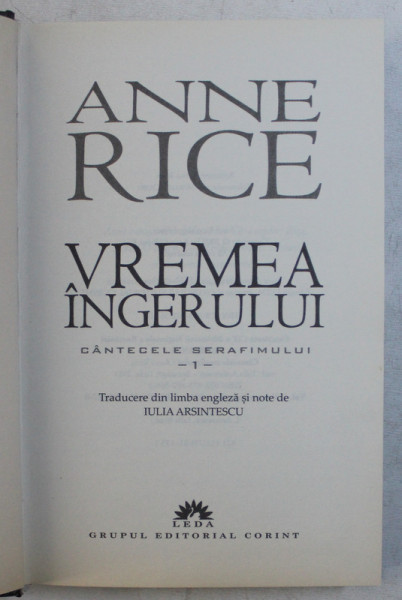 ANNE
RICE
VREMEA
ÎNGERULUI
CÂNTECELE SERAFIMULUI
– 1 –
Traducere din limba engleză și note de
IULIA ARSINTESCU
LEDA
GRUPUL EDITORIAL CORINT